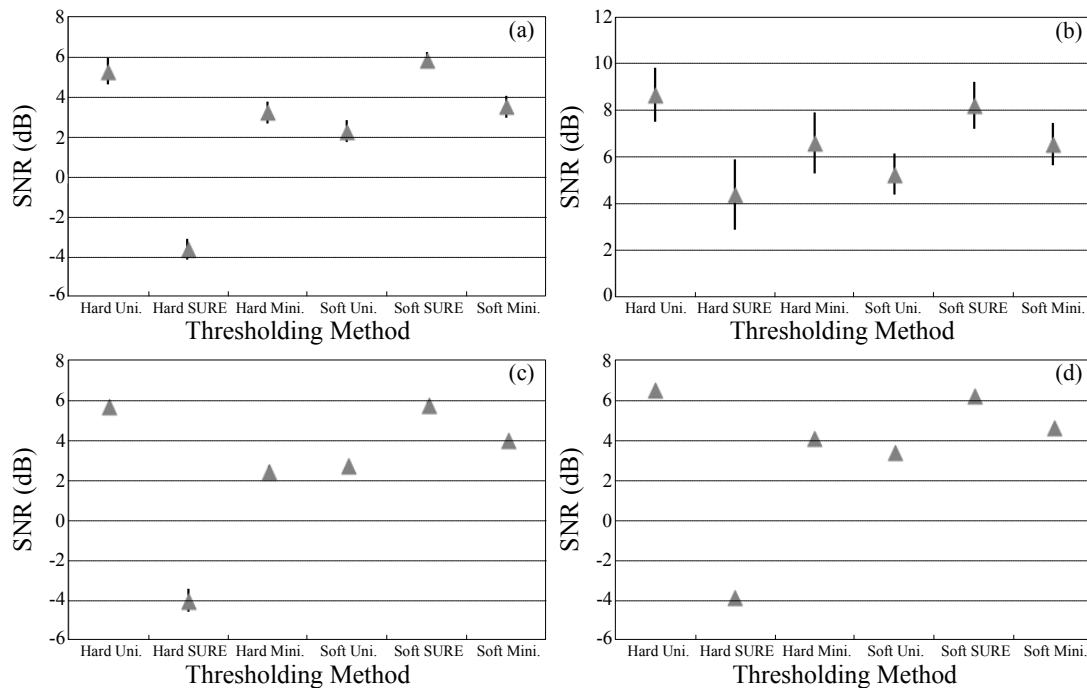 (a)
SNR (dB)
8
6
4
2
0
-2
-4
-6
Hard Uni. Hard SURE Hard Mini. Soft Uni. Soft SURE Soft Mini.
Thresholding Method
(b)
SNR (dB)
12
10
8
6
4
2
0
Hard Uni. Hard SURE Hard Mini. Soft Uni. Soft SURE Soft Mini.
Thresholding Method
(c)
SNR (dB)
8
6
4
2
0
-2
-4
-6
Hard Uni. Hard SURE Hard Mini. Soft Uni. Soft SURE Soft Mini.
Thresholding Method
(d)
SNR (dB)
8
6
4
2
0
-2
-4
-6
Hard Uni. Hard SURE Hard Mini. Soft Uni. Soft SURE Soft Mini.
Thresholding Method